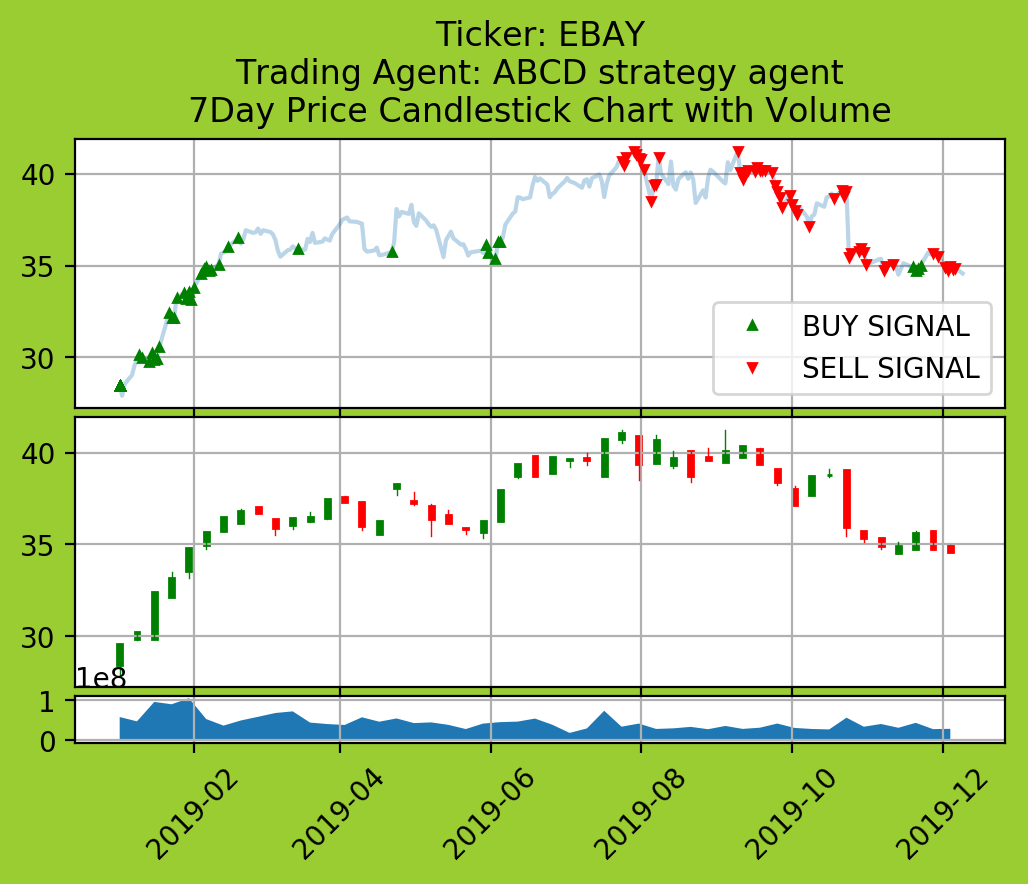 Ticker: EBAY
Trading Agent: ABCD strategy agent
7Day Price Candlestick Chart with Volume
40
35
30
BUY SIGNAL
SELL SIGNAL
40
35
30
1e8
1
0
2019-02
2019-04
2019-06
2019-08
2019-10
2019-12